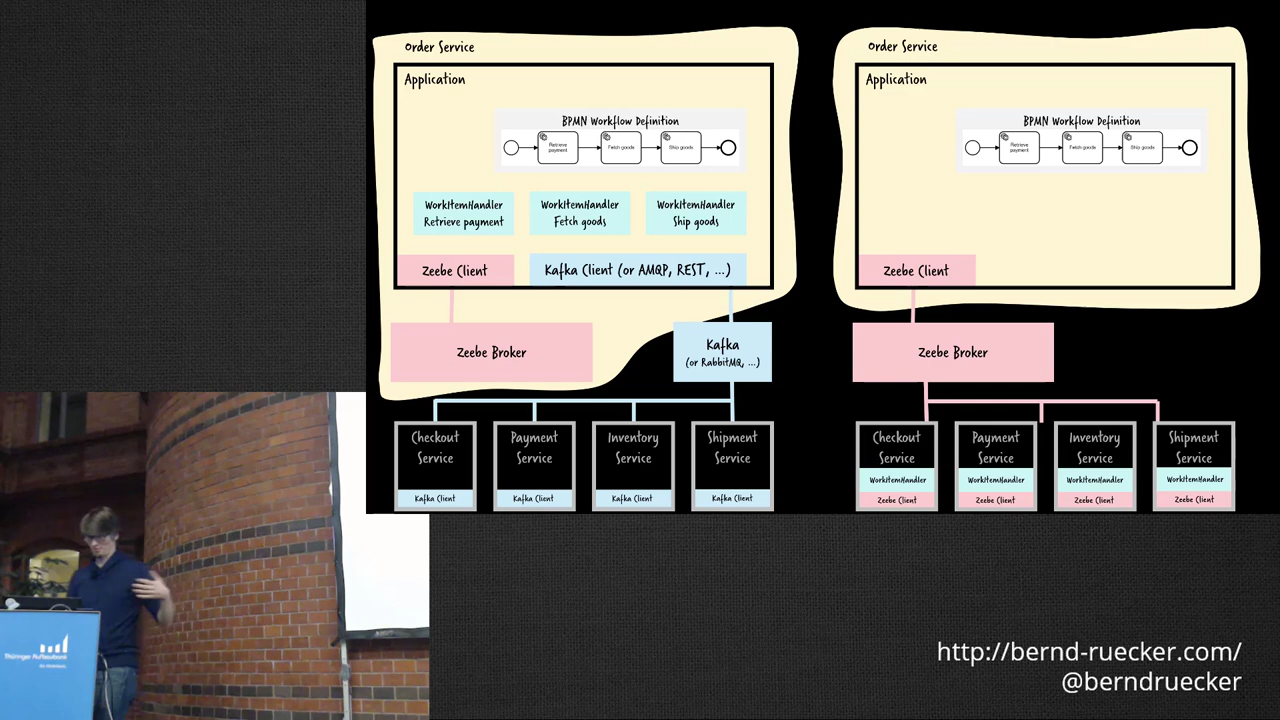 Order Service
Application
BPMN Workflow Definition
Retrieve payment
Fetch goods
Ship goods
WorkItemHandler
Retrieve payment
WorkItemHandler
Fetch goods
WorkItemHandler
Ship goods
Zeebe Client
Kafka Client (or AMQP, REST, ...)
Zeebe Broker
Kafka
(or RabbitMQ, ...)
Checkout
Service
Kafka Client
Payment
Service
Kafka Client
Inventory
Service
Kafka Client
Shipment
Service
Kafka Client
Order Service
Application
BPMN Workflow Definition
Retrieve payment
Fetch goods
Ship goods
Zeebe Client
Zeebe Broker
Checkout
Service
WorkItemHandler
Zeebe Client
Payment
Service
WorkItemHandler
Zeebe Client
Inventory
Service
WorkItemHandler
Zeebe Client
Shipment
Service
WorkItemHandler
Zeebe Client
http://bernd-ruecker.com/
@berndruecker